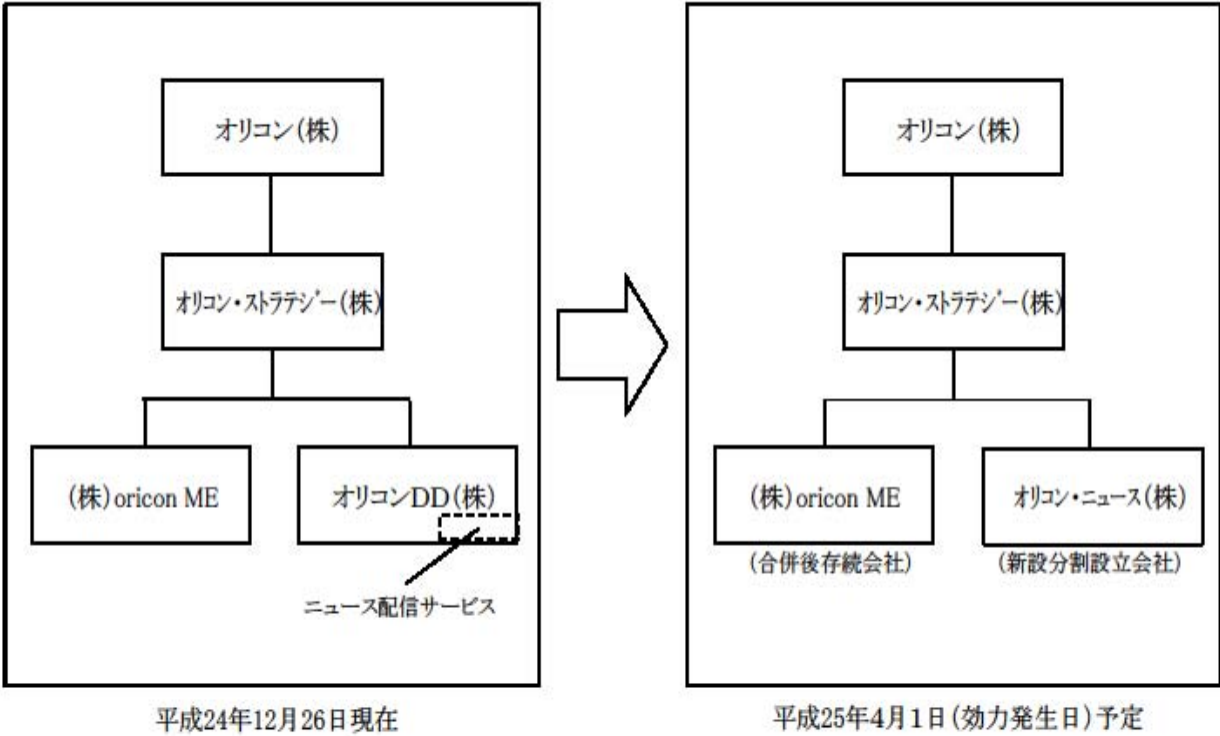 オリコン(株)
オリコン・ストラテジー(株)
(株)oricon ME
オリコンDD(株)
ニュース配信サービス
平成24年12月26日現在
オリコン(株)
オリコン・ストラテジー(株)
(株)oricon ME
オリコン・ニュース(株)
(合併後存続会社)
(新設分割設立会社)
平成25年4月1日(効力発生日)予定